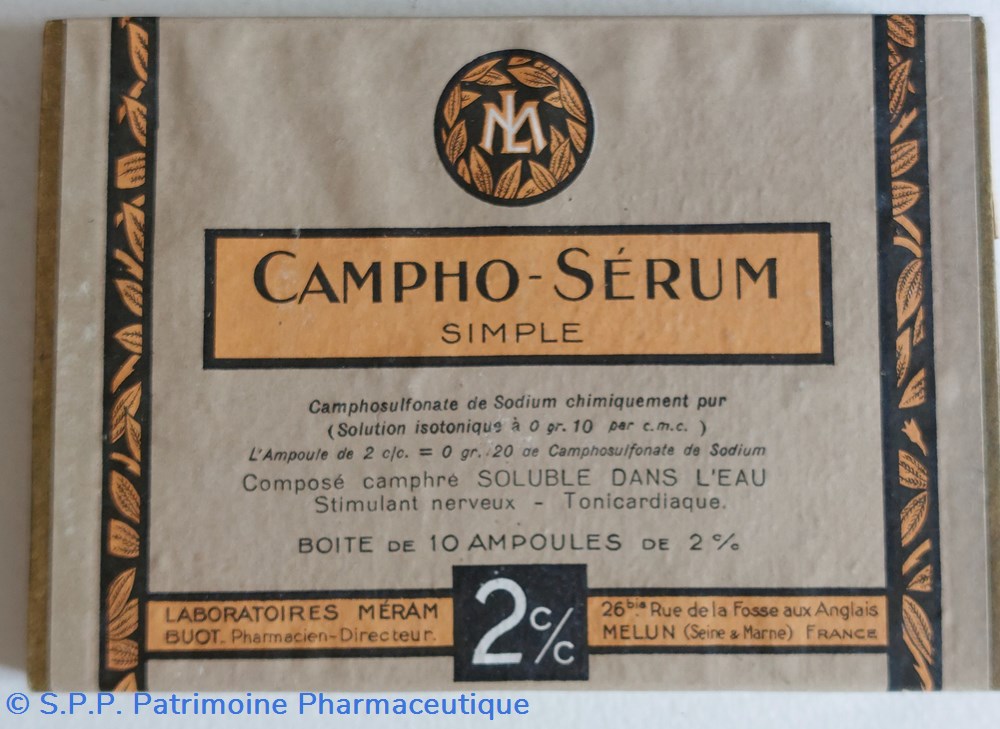 LM
CAMPHO-SÉRUM
SIMPLE
Camphosulfonate de Sodium chimiquement pur
(Solution isotonique à 0 gr. 10 par c.m.c. )
L'Ampoule de 2 c/c. = 0 gr. 20 de Camphosulfonate de Sodium
Composé camphré SOLUBLE DANS L'EAU
Stimulant nerveux - Tonicardiaque.
BOITE DE 10 AMPOULES DE 2 c/c
LABORATOIRES MÉRAM
BUOT. Pharmacien-Directeur.
2 c/c
26bis Rue de la Fosse aux Anglais
MELUN (Seine & Marne) FRANCE
© S.P.P. Patrimoine Pharmaceutique